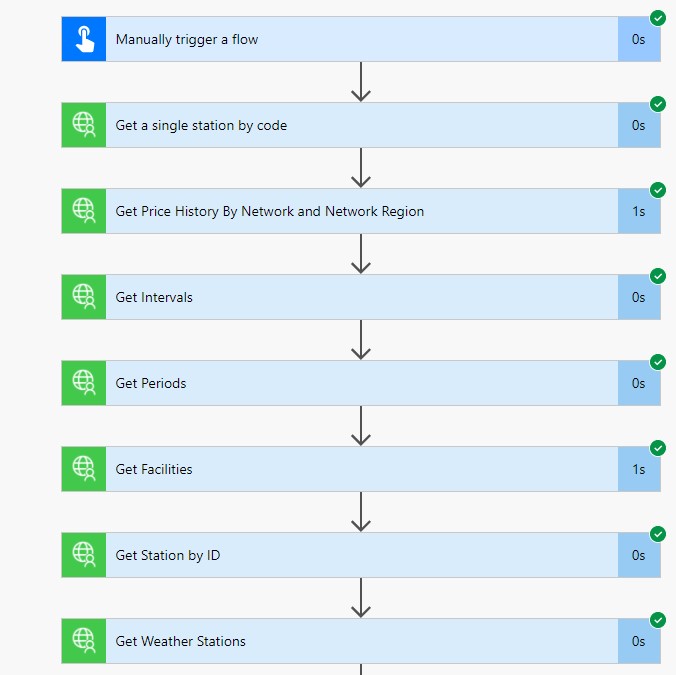 Manually trigger a flow 0s
Get a single station by code 0s
Get Price History By Network and Network Region 1s
Get Intervals 0s
Get Periods 0s
Get Facilities 1s
Get Station by ID 0s
Get Weather Stations 0s